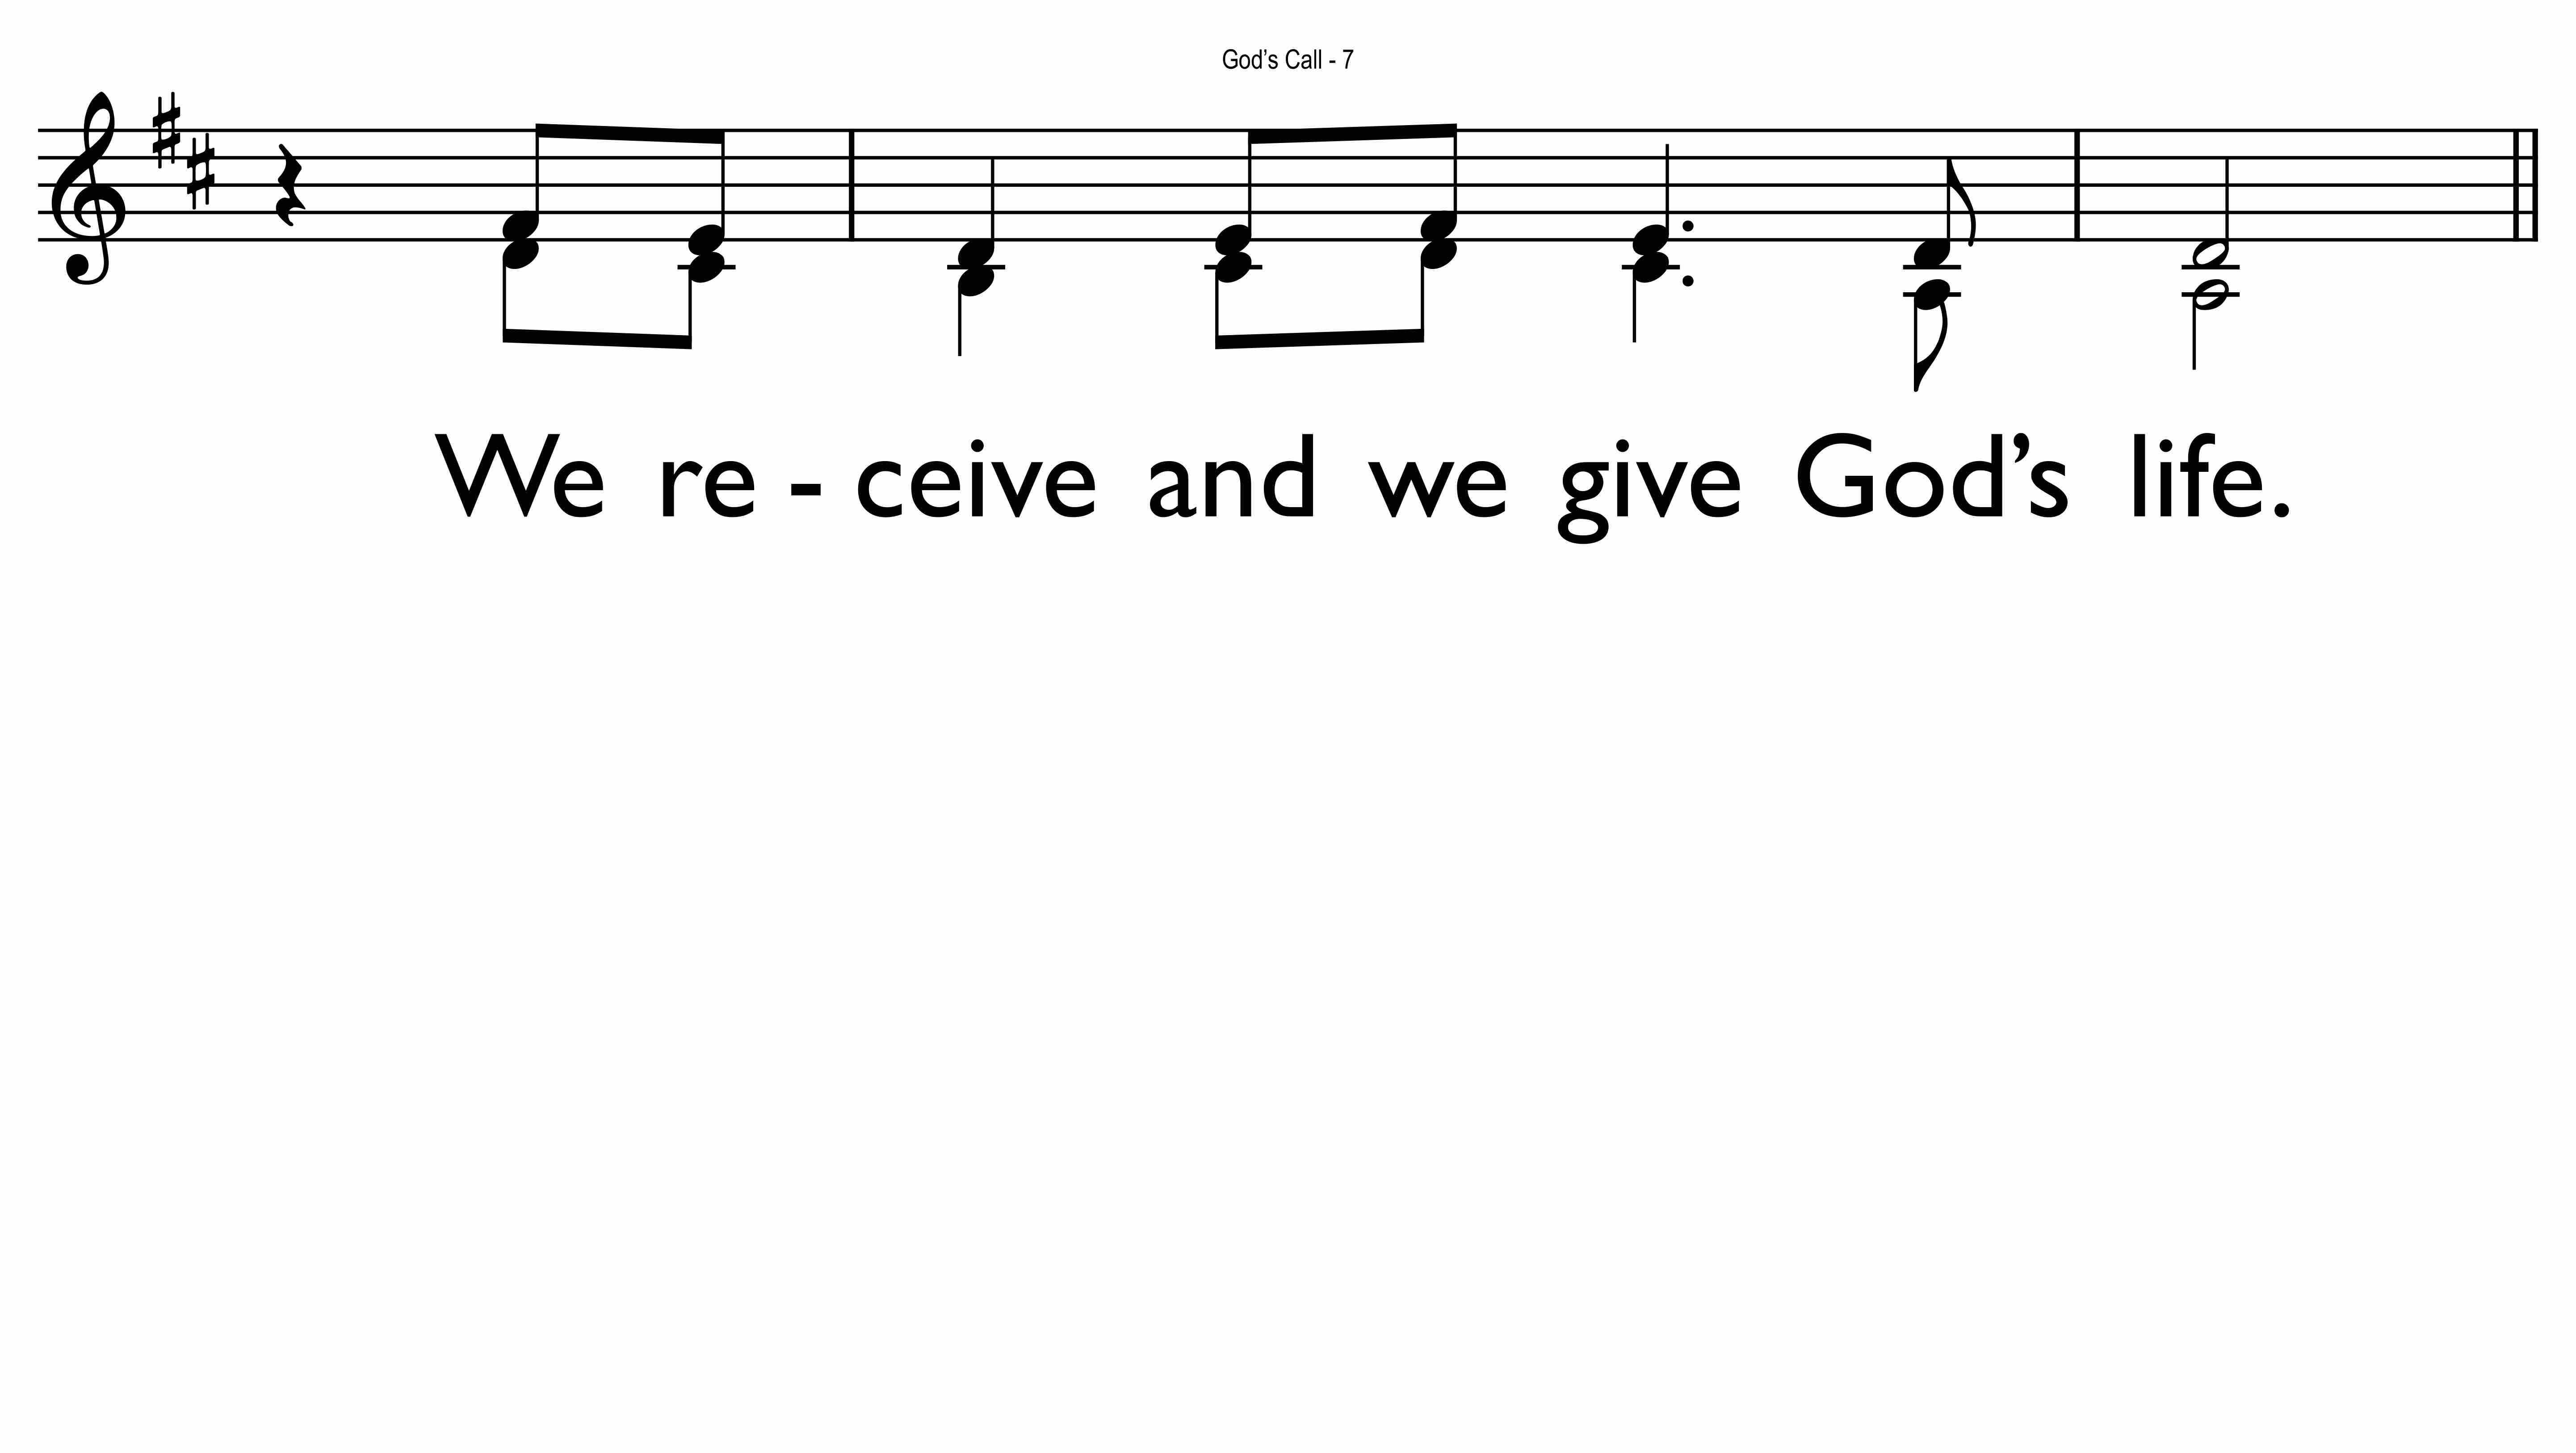 God’s Call - 7
We re - ceive and we give God’s life.